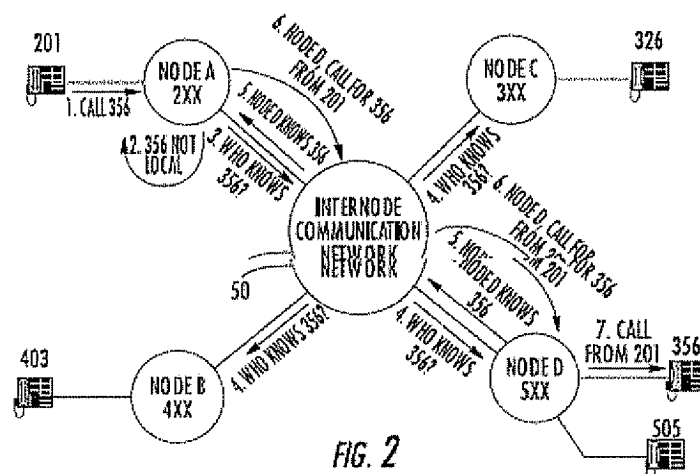 201
1. CALL 356
NODE A
2XX
2. 356 NOT
LOCAL
3. WHO KNOWS
356?
5. NODE D KNOWS 356
6. NODE D, CALL FOR 356
FROM 201
NODE C
3XX
326
4. WHO KNOWS
356?
INTERNODE
COMMUNICATION
NETWORK
NETWORK
50
6. NODE D, CALL FOR
FROM FOR 356
FROM 201
5. NODE D KNOWS
356
4. WHO KNOWS
356?
4. WHO KNOWS 356?
403
NODE B
4XX
NODE D
5XX
7. CALL
FROM 201
356
505
FIG. 2